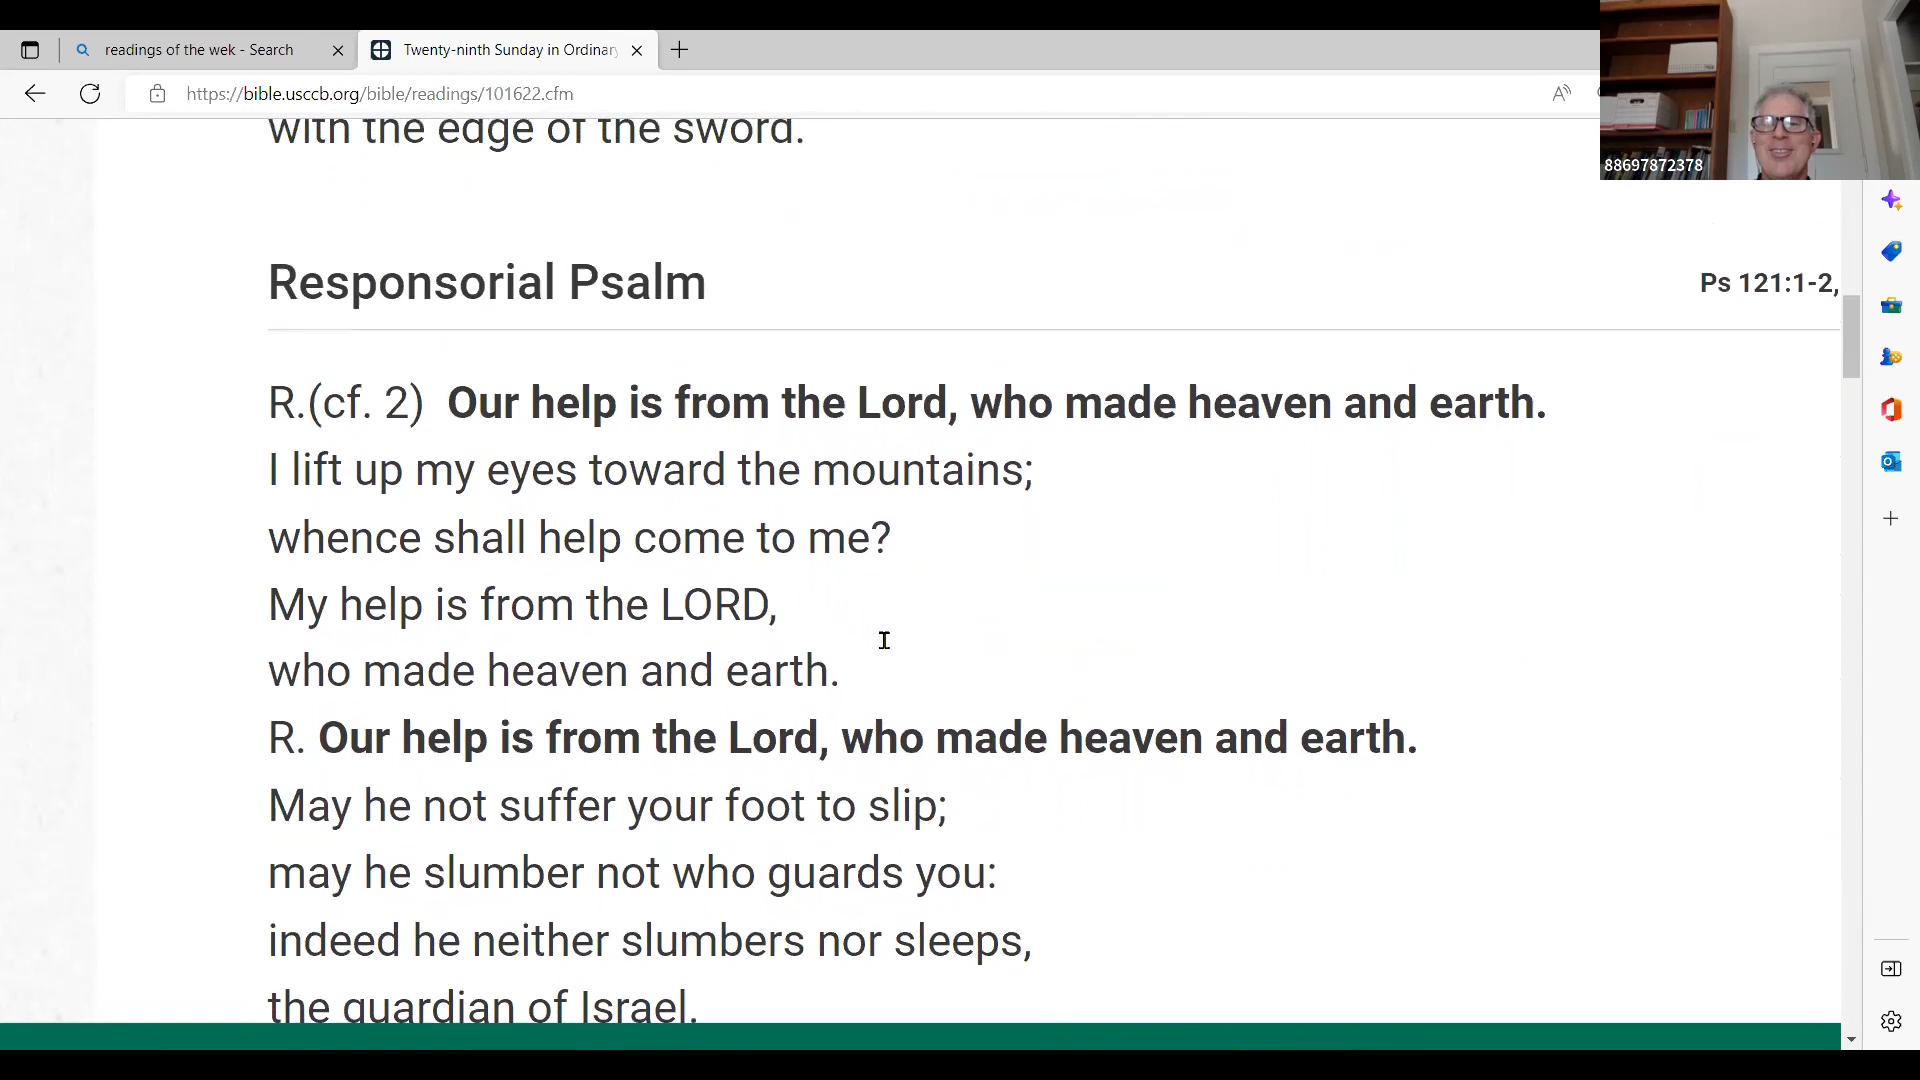 readings of the wek - Search
Twenty-ninth Sunday in Ordinar
https://bible.usccb.org/bible/readings/101622.cfm
88697872378
with the edge of the sword.
Responsorial Psalm
Ps 121:1-2,
R.(cf. 2) Our help is from the Lord, who made heaven and earth.
I lift up my eyes toward the mountains;
whence shall help come to me?
My help is from the LORD,
who made heaven and earth.
R. Our help is from the Lord, who made heaven and earth.
May he not suffer your foot to slip;
may he slumber not who guards you:
indeed he neither slumbers nor sleeps,
the guardian of Israel.